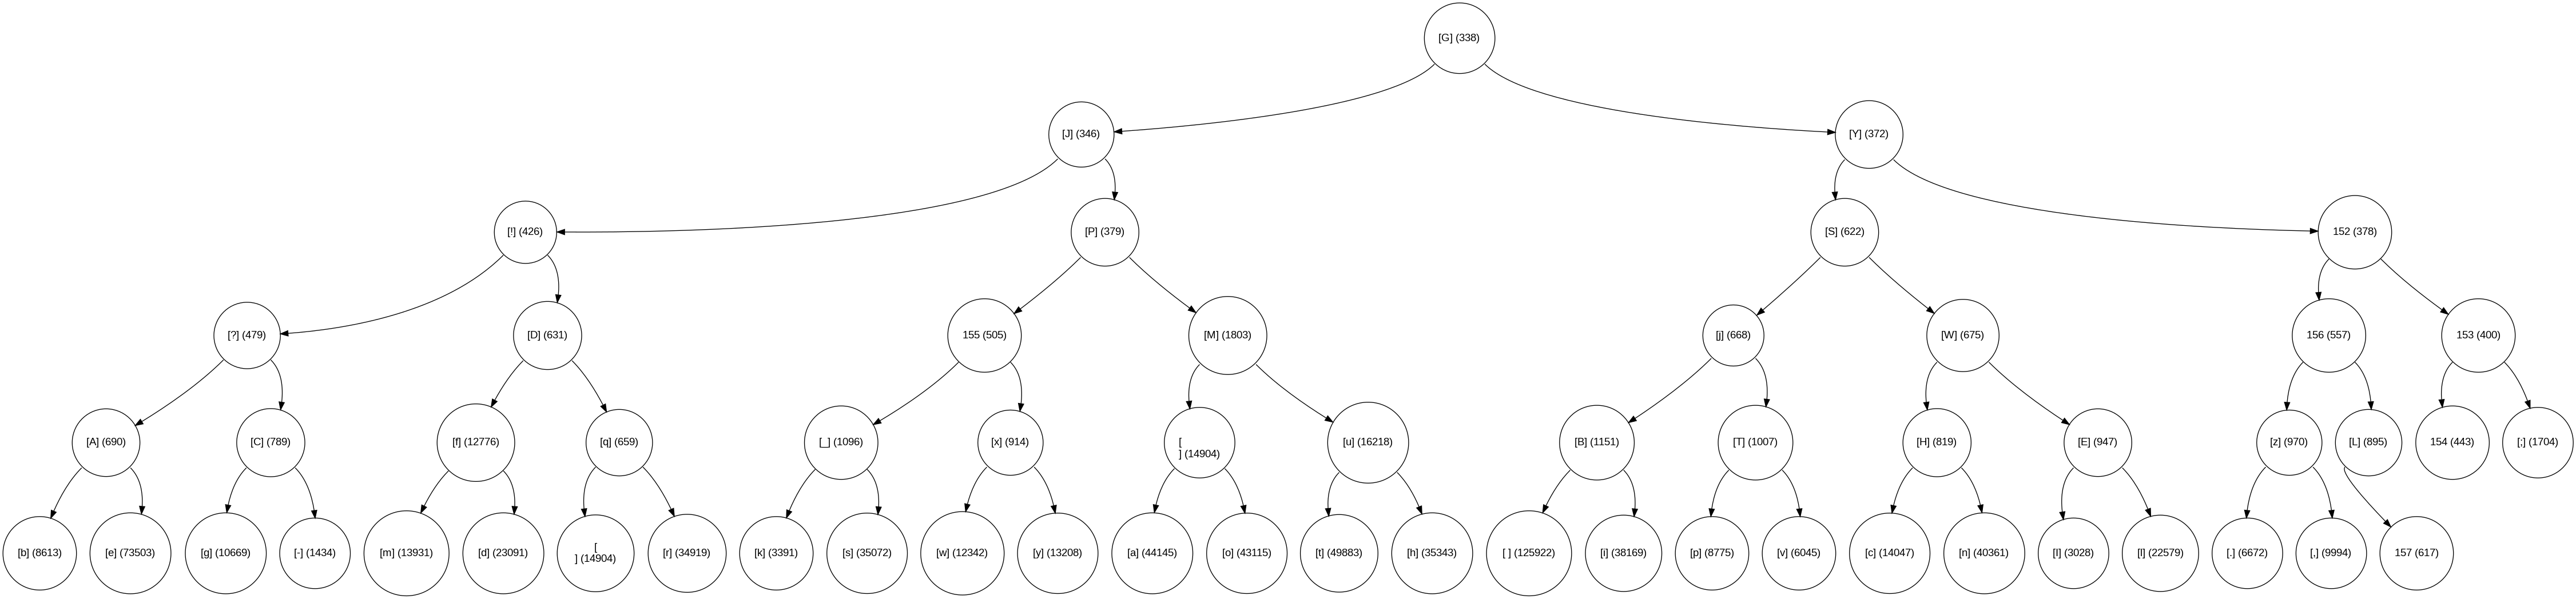 [G] (338)
[J] (346)
[Y] (372)
[!] (426)
[P] (379)
[S] (622)
152 (378)
[?] (479)
[D] (631)
155 (505)
[M] (1803)
[j] (668)
[W] (675)
156 (557)
153 (400)
[A] (690)
[C] (789)
[f] (12776)
[q] (659)
[_] (1096)
[x] (914)
[
] (14904)
[u] (16218)
[B] (1151)
[T] (1007)
[H] (819)
[E] (947)
[z] (970)
[L] (895)
154 (443)
[;] (1704)
[b] (8613)
[e] (73503)
[g] (10669)
[-] (1434)
[m] (13931)
[d] (23091)
[
] (14904)
[r] (34919)
[k] (3391)
[s] (35072)
[w] (12342)
[y] (13208)
[a] (44145)
[o] (43115)
[t] (49883)
[h] (35343)
[ ] (125922)
[i] (38169)
[p] (8775)
[v] (6045)
[c] (14047)
[n] (40361)
[I] (3028)
[l] (22579)
[.] (6672)
[,] (9994)
157 (617)